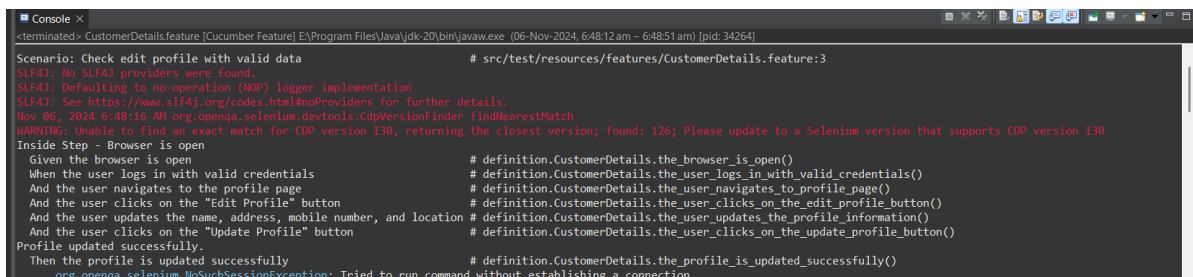 Console
<terminated> CustomerDetails.feature [Cucumber Feature] E:\Program Files\Java\jdk-20\bin\javaw.exe (06-Nov-2024, 6:48:12 am – 6:48:51 am) [pid: 34264]
Scenario: Check edit profile with valid data # src/test/resources/features/CustomerDetails.feature:3
SLF4J: No SLF4J providers were found.
SLF4J: Defaulting to no-operation (NOP) logger implementation
SLF4J: See https://www.slf4j.org/codes.html#noProviders for further details.
Nov 06, 2024 6:48:16 AM org.openqa.selenium.devtools.CdpVersionFinder findNearestMatch
WARNING: Unable to find an exact match for CDP version 130, returning the closest version; found: 126; Please update to a Selenium version that supports CDP version 130
Inside Step - Browser is open
Given the browser is open # definition.CustomerDetails.the_browser_is_open()
When the user logs in with valid credentials # definition.CustomerDetails.the_user_logs_in_with_valid_credentials()
And the user navigates to the profile page # definition.CustomerDetails.the_user_navigates_to_profile_page()
And the user clicks on the "Edit Profile" button # definition.CustomerDetails.the_user_clicks_on_the_edit_profile_button()
And the user updates the name, address, mobile number, and location # definition.CustomerDetails.the_user_updates_the_profile_information()
And the user clicks on the "Update Profile" button # definition.CustomerDetails.the_user_clicks_on_the_update_profile_button()
Profile updated successfully.
Then the profile is updated successfully # definition.CustomerDetails.the_profile_is_updated_successfully()
org.openqa.selenium.NoSuchSessionException: Tried to run command without establishing a connection